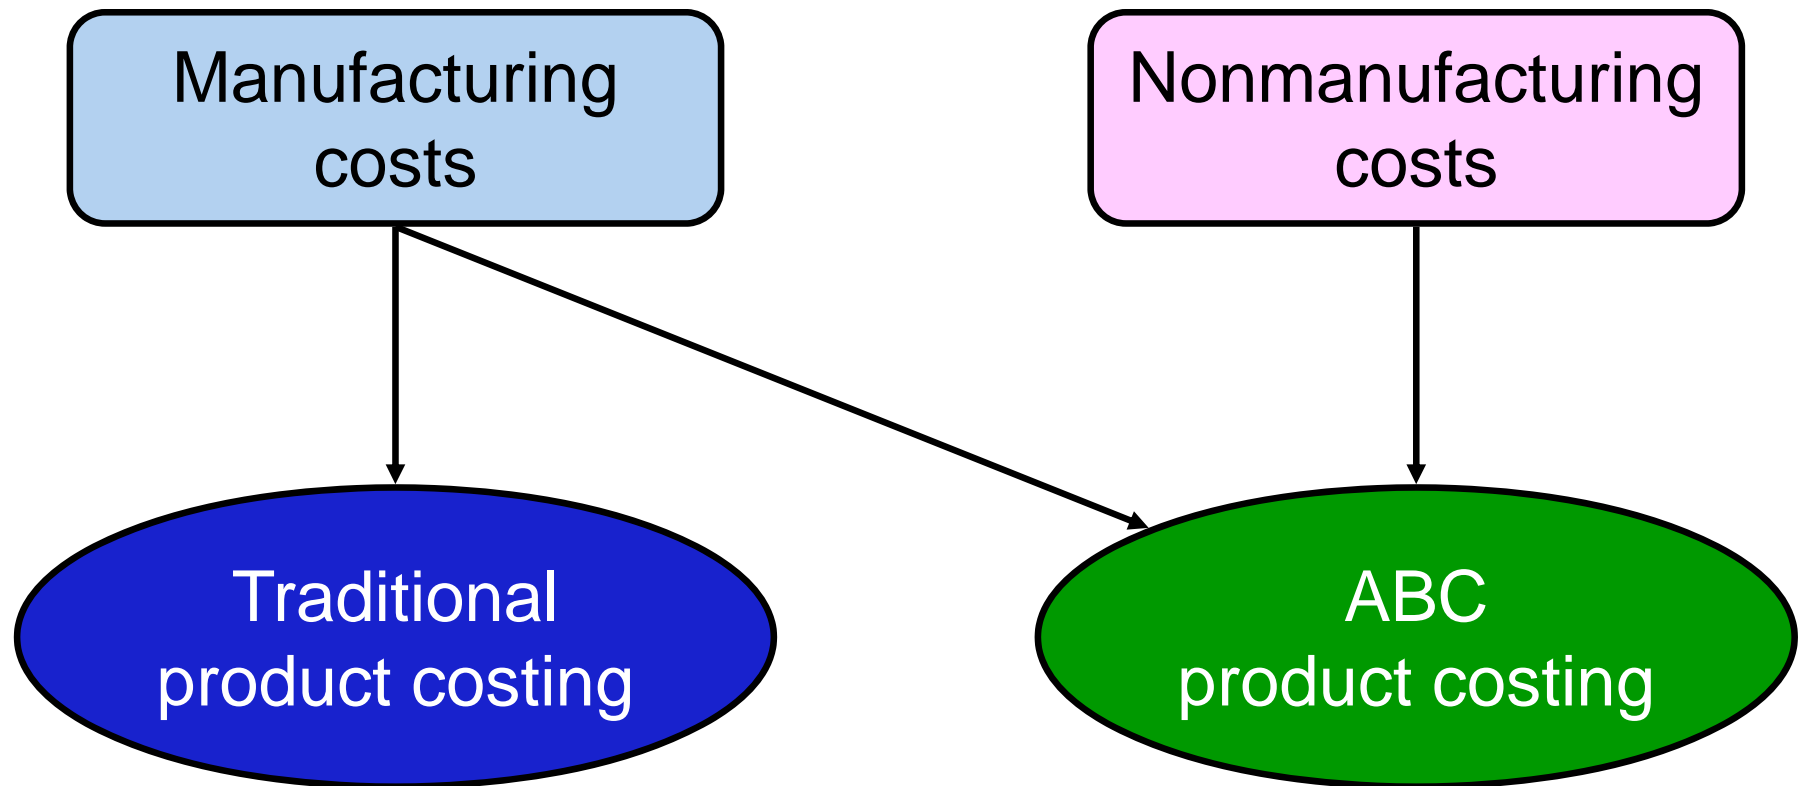 Manufacturing
costs
Nonmanufacturing
costs
Traditional
product costing
ABC
product costing